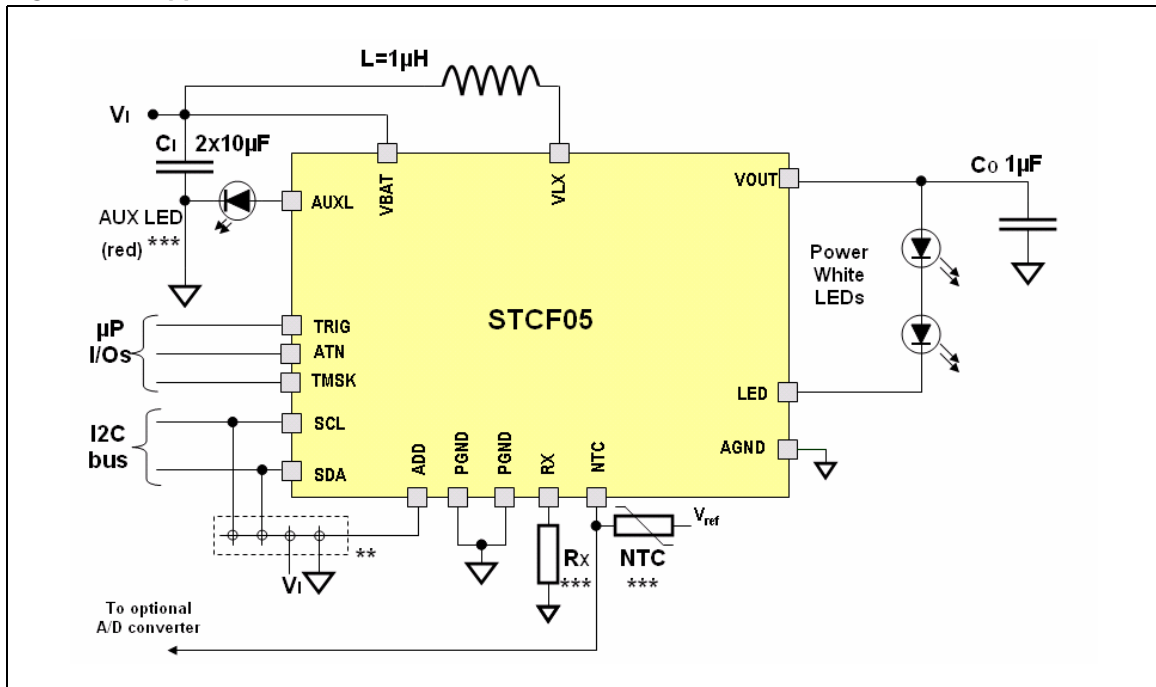 L=1µH
VI
CI 2x10µF
VBAT
VLX
VOUT
CO 1µF
AUXL
AUX LED
(red) ***
Power
White
LEDs
STCF05
µP
I/Os
TRIG
ATN
TMSK
LED
I2C
bus
SCL
SDA
ADD
PGND
PGND
RX
NTC
AGND
**
VI
RX
***
NTC
***
Vref
To optional
A/D converter